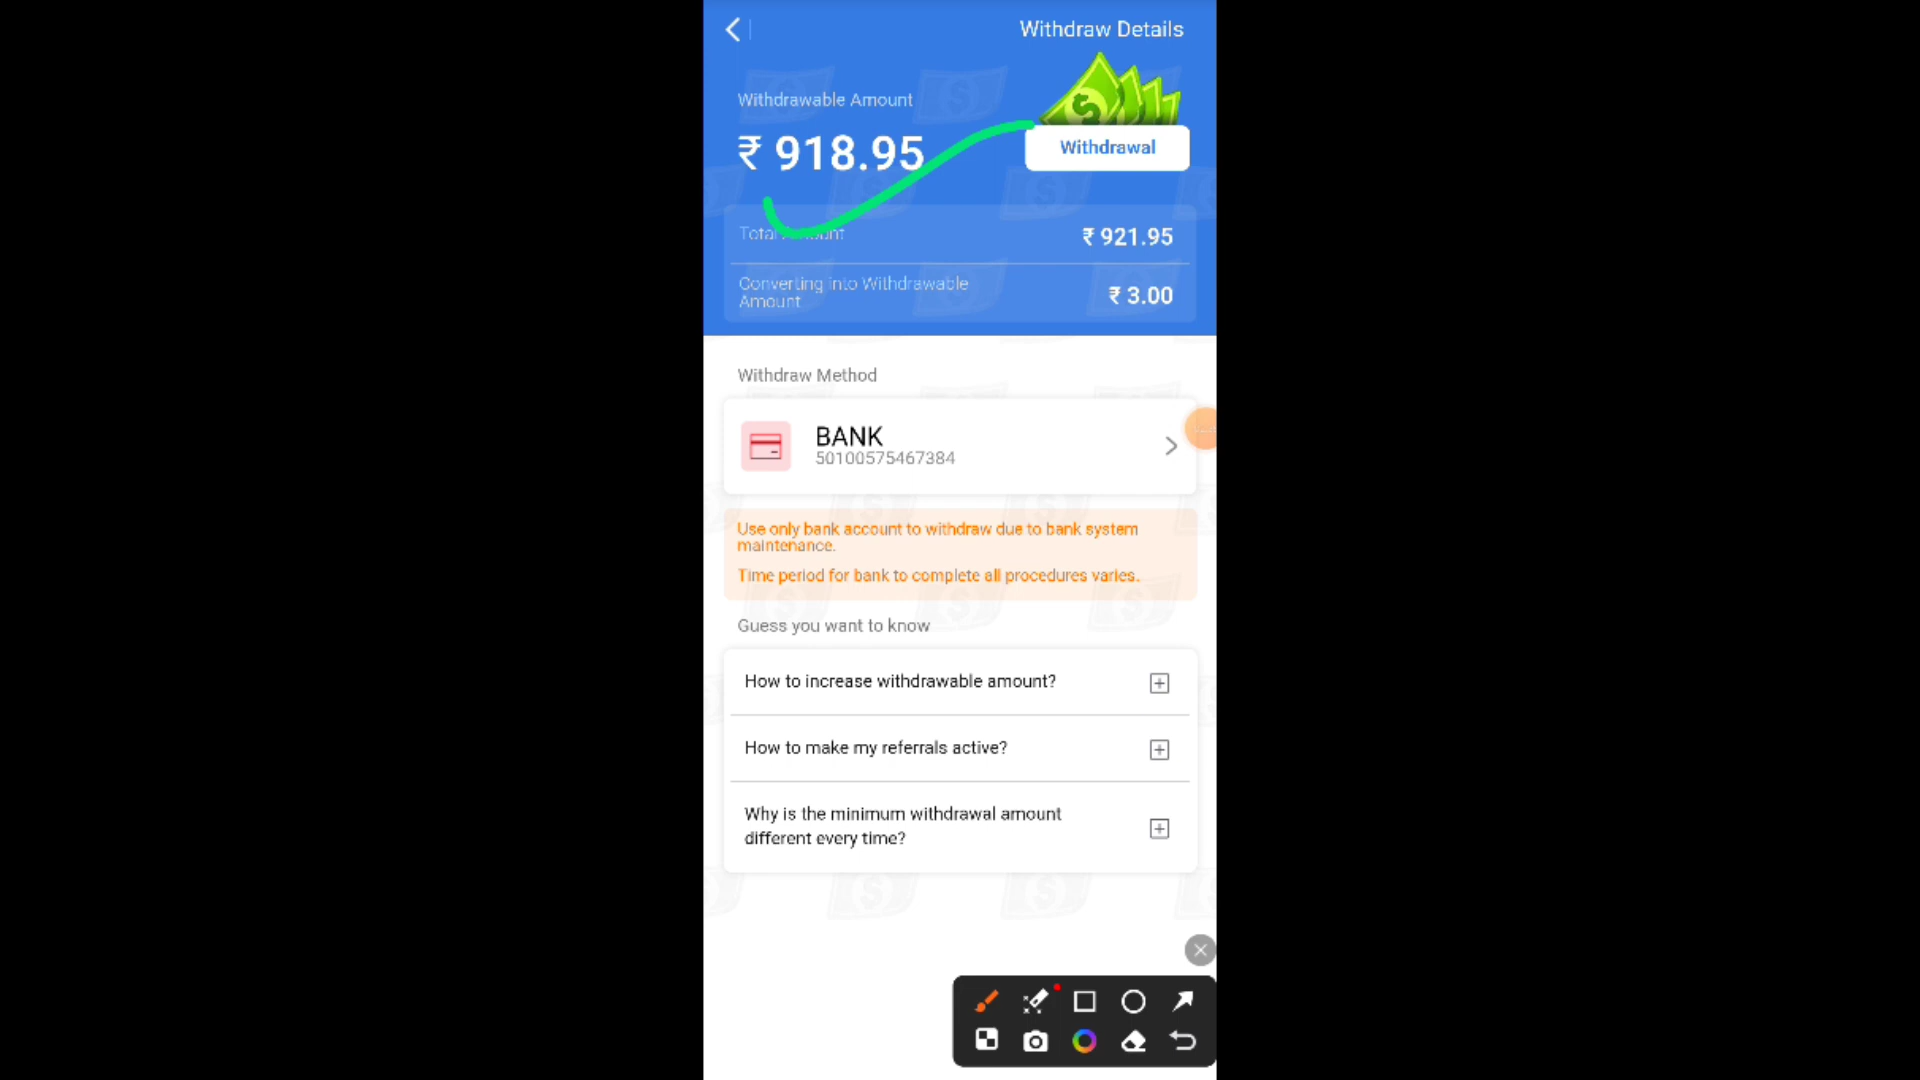 Withdraw Details
Withdrawable Amount
₹ 918.95
Withdrawal
Total Amount
₹ 921.95
Converting into Withdrawable
Amount
₹ 3.00
Withdraw Method
BANK
50100575467384
Use only bank account to withdraw due to bank system
maintenance.
Time period for bank to complete all procedures varies.
Guess you want to know
How to increase withdrawable amount?
How to make my referrals active?
Why is the minimum withdrawal amount
different every time?